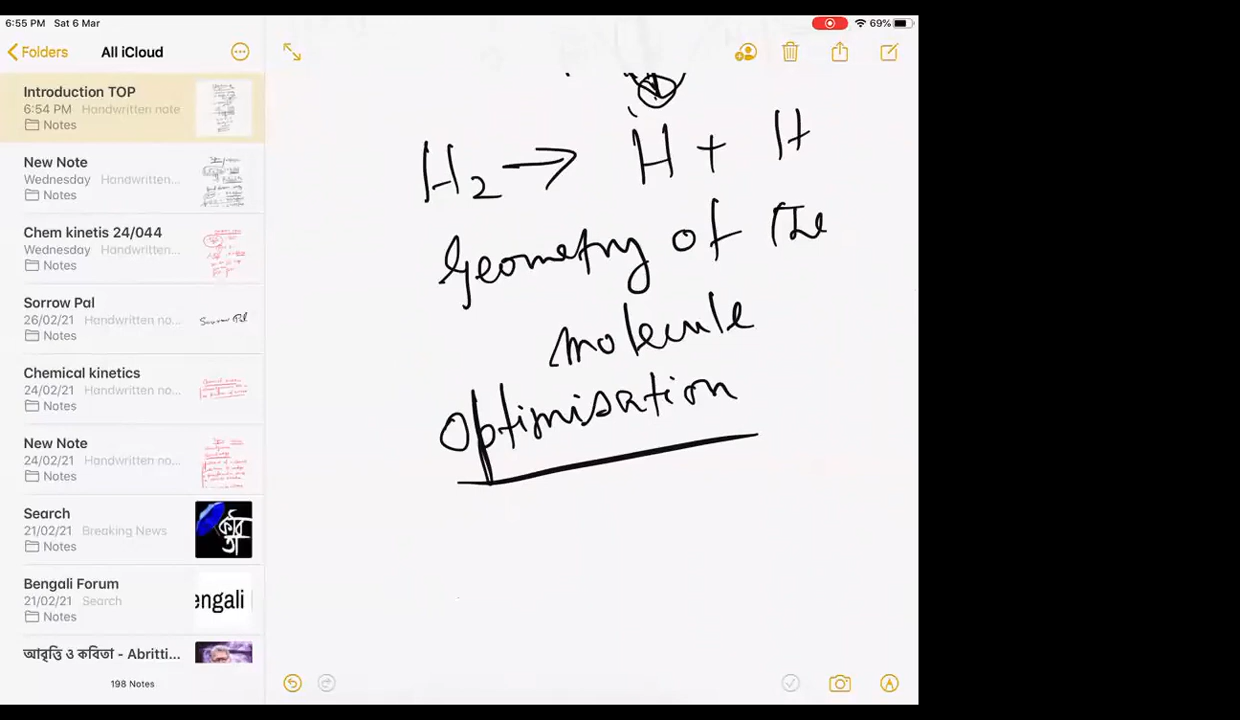 6:55 PM Sat 6 Mar
69%
Folders
All iCloud
Introduction TOP
6:54 PM Handwritten note
Notes
New Note
Wednesday Handwritten...
Notes
Chem kinetis 24/044
Wednesday Handwritten...
Notes
Sorrow Pal
26/02/21 Handwritten no...
Notes
Chemical kinetics
24/02/21 Handwritten no...
Notes
New Note
24/02/21 Handwritten no...
Notes
Search
21/02/21 Breaking News
Notes
কবি
তা
Bengali Forum
21/02/21 Search
Notes
engali
আবৃত্তি ও কবিতা - Abritti...
198 Notes
H₂ → H + H
Geometry of the
molecule
optimisation